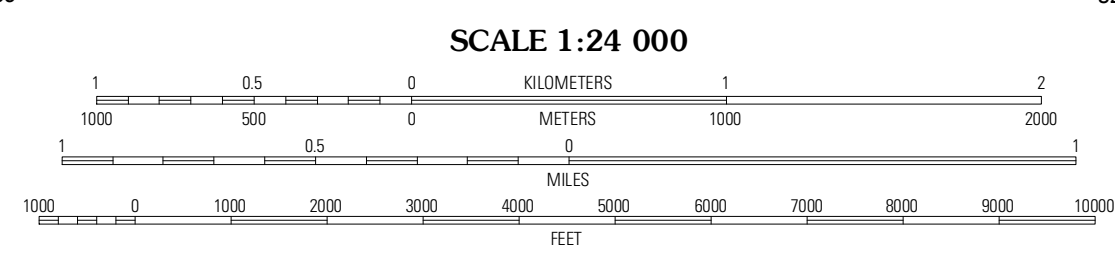 SCALE 1:24 000
1 0.5 0 KILOMETERS 1 2
1000 500 0 METERS 1000 2000
1 0.5 0 1
MILES
1000 0 1000 2000 3000 4000 5000 6000 7000 8000 9000 10000
FEET